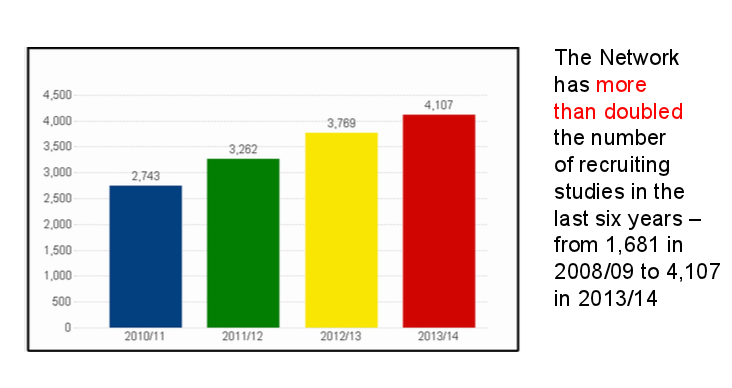 4,500
4,000
3,500
3,000
2,500
2,000
1,500
1,000
500
0
2,743
3,262
3,769
4,107
2010/11
2011/12
2012/13
2013/14
The Network
has more
than doubled
the number
of recruiting
studies in the
last six years –
from 1,681 in
2008/09 to 4,107
in 2013/14